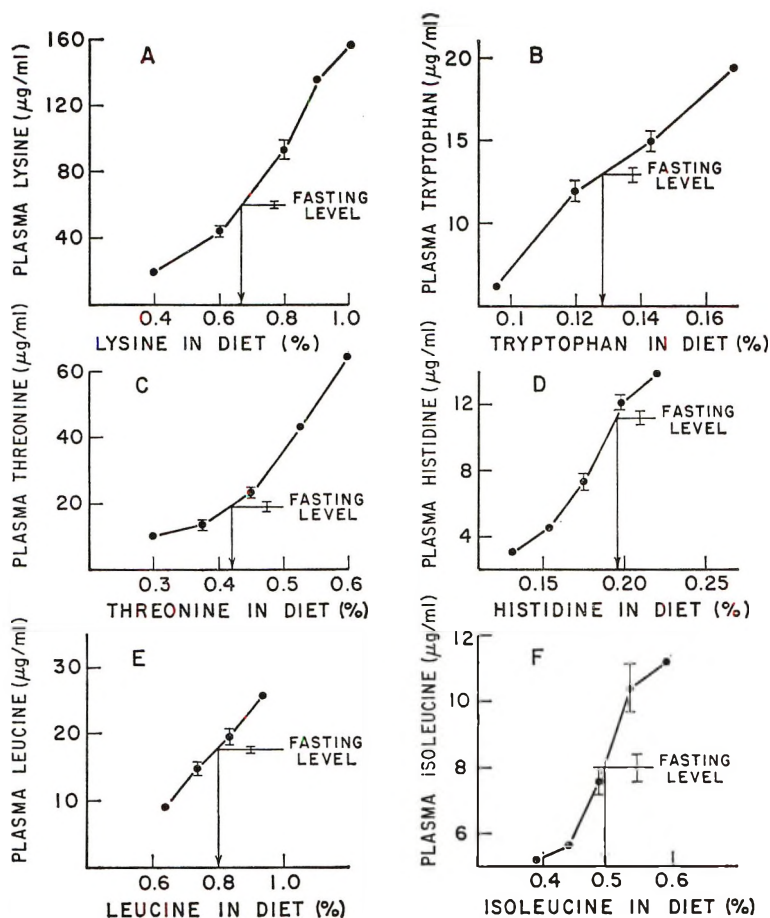 A
PLASMA LYSINE (μg/ml)
160
120
80
40
FASTING
LEVEL
0.4 0.6 0.8 1.0
LYSINE IN DIET (%)
B
PLASMA TRYPTOPHAN (μg/ml)
20
15
10
FASTING
LEVEL
0.1 0.12 0.14 0.16
TRYPTOPHAN IN DIET (%)
C
PLASMA THREONINE (μg/ml)
60
40
20
FASTING
LEVEL
0.3 0.4 0.5 0.6
THREONINE IN DIET (%)
D
PLASMA HISTIDINE (μg/ml)
12
8
4
FASTING
LEVEL
0.15 0.20 0.25
HISTIDINE IN DIET (%)
E
PLASMA LEUCINE (μg/ml)
30
20
10
FASTING
LEVEL
0.6 0.8 1.0
LEUCINE IN DIET (%)
F
PLASMA ISOLEUCINE (μg/ml)
12
10
8
6
FASTING
LEVEL
0.4 0.5 0.6
ISOLEUCINE IN DIET (%)